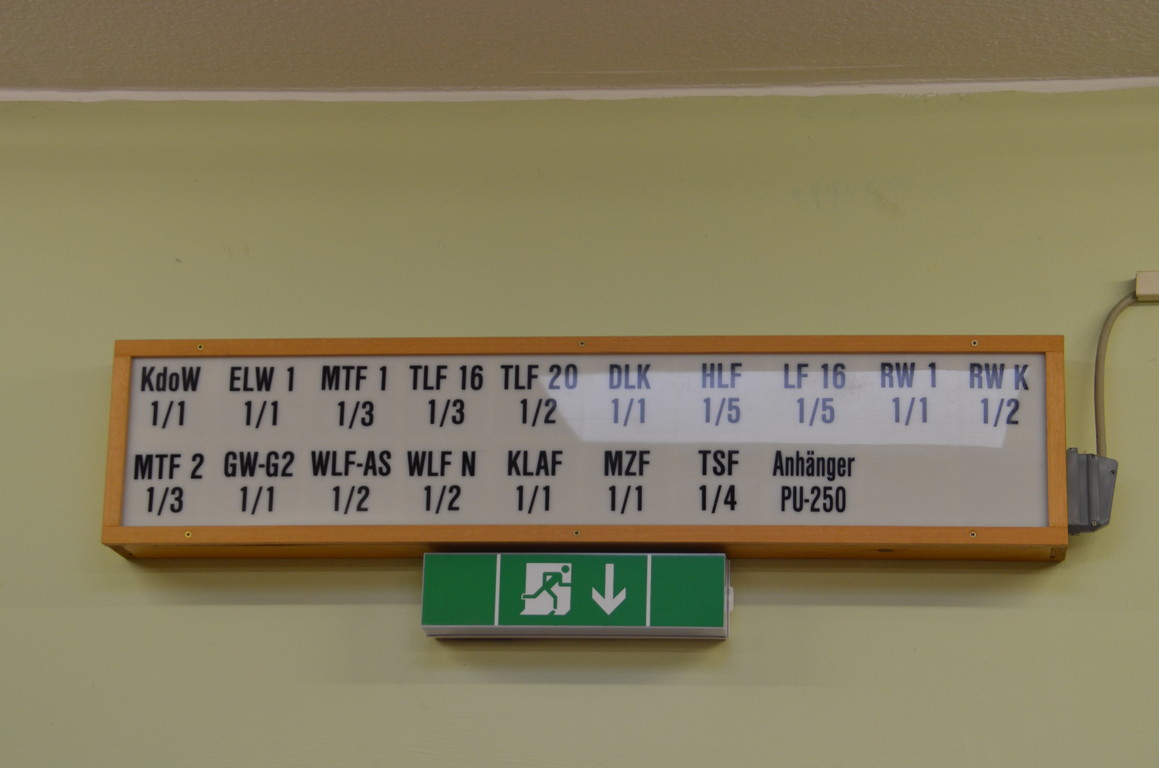 KdoW ELW 1 MTF 1 TLF 16 TLF 20 DLK HLF LF 16 RW 1 RW K
1/1 1/1 1/3 1/3 1/2 1/1 1/5 1/5 1/1 1/2
MTF 2 GW-G2 WLF-AS WLF N KLAF MZF TSF Anhänger
1/3 1/1 1/2 1/2 1/1 1/1 1/4 PU-250